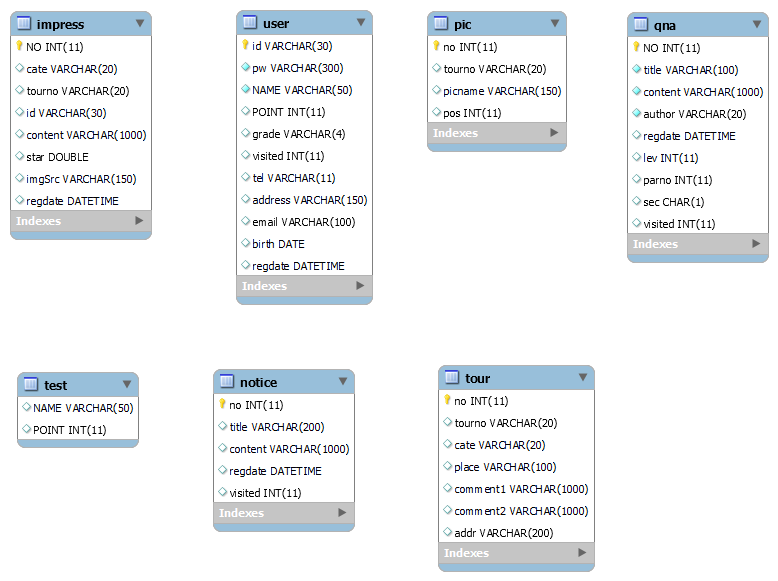 impress
NO INT(11)
cate VARCHAR(20)
tourno VARCHAR(20)
id VARCHAR(30)
content VARCHAR(1000)
star DOUBLE
imgSrc VARCHAR(150)
regdate DATETIME
Indexes
user
id VARCHAR(30)
pw VARCHAR(300)
NAME VARCHAR(50)
POINT INT(11)
grade VARCHAR(4)
visited INT(11)
tel VARCHAR(11)
address VARCHAR(150)
email VARCHAR(100)
birth DATE
regdate DATETIME
Indexes
pic
no INT(11)
tourno VARCHAR(20)
picname VARCHAR(150)
pos INT(11)
Indexes
qna
NO INT(11)
title VARCHAR(100)
content VARCHAR(1000)
author VARCHAR(20)
regdate DATETIME
lev INT(11)
parno INT(11)
sec CHAR(1)
visited INT(11)
Indexes
test
NAME VARCHAR(50)
POINT INT(11)
notice
no INT(11)
title VARCHAR(200)
content VARCHAR(1000)
regdate DATETIME
visited INT(11)
Indexes
tour
no INT(11)
tourno VARCHAR(20)
cate VARCHAR(20)
place VARCHAR(100)
comment1 VARCHAR(1000)
comment2 VARCHAR(1000)
addr VARCHAR(200)
Indexes